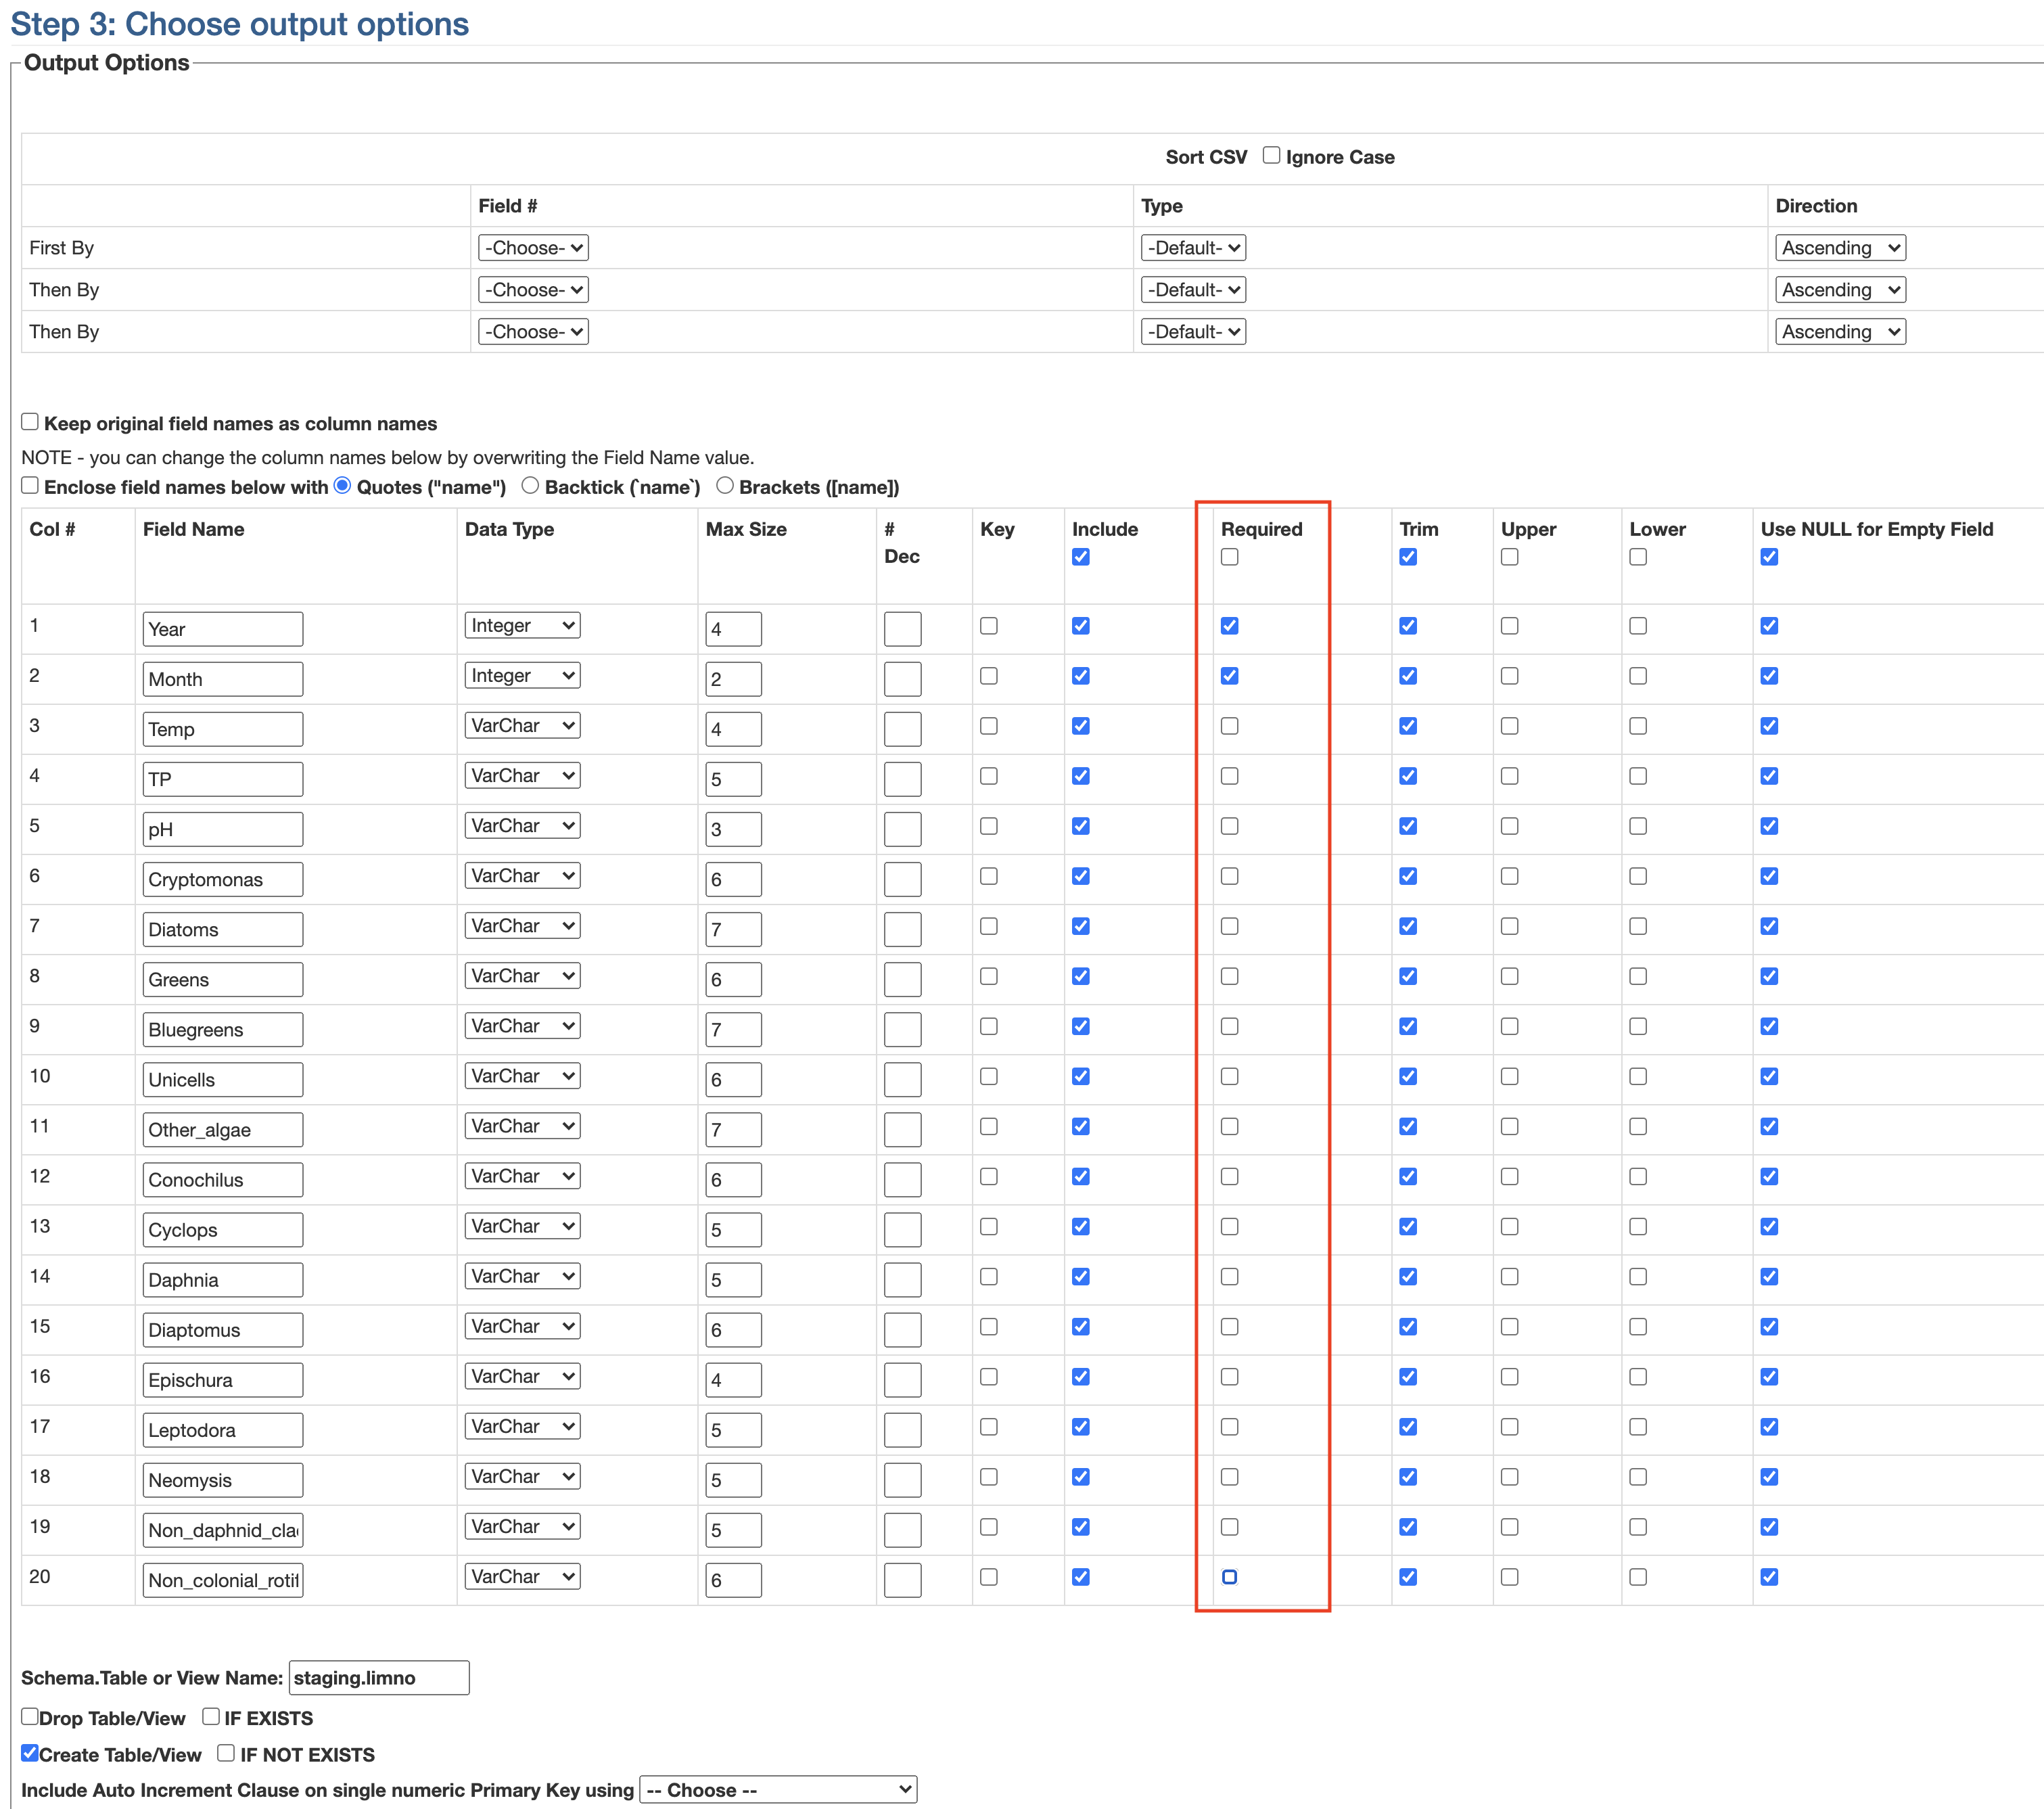 Step 3: Choose output options
Output Options
Sort CSV Ignore Case
Field # Type Direction
First By -Choose- -Default- Ascending
Then By -Choose- -Default- Ascending
Then By -Choose- -Default- Ascending
Keep original field names as column names
NOTE - you can change the column names below by overwriting the Field Name value.
Enclose field names below with Quotes ("name") Backtick (`name`) Brackets ([name])
Col # Field Name Data Type Max Size # Dec Key Include Required Trim Upper Lower Use NULL for Empty Field
1 Year Integer 4
2 Month Integer 2
3 Temp VarChar 4
4 TP VarChar 5
5 pH VarChar 3
6 Cryptomonas VarChar 6
7 Diatoms VarChar 7
8 Greens VarChar 6
9 Bluegreens VarChar 7
10 Unicells VarChar 6
11 Other_algae VarChar 7
12 Conochilus VarChar 6
13 Cyclops VarChar 5
14 Daphnia VarChar 5
15 Diaptomus VarChar 6
16 Epischura VarChar 4
17 Leptodora VarChar 5
18 Neomysis VarChar 5
19 Non_daphnid_cla VarChar 5
20 Non_colonial_roti VarChar 6
Schema.Table or View Name: staging.limno
Drop Table/View IF EXISTS
Create Table/View IF NOT EXISTS
Include Auto Increment Clause on single numeric Primary Key using -- Choose --